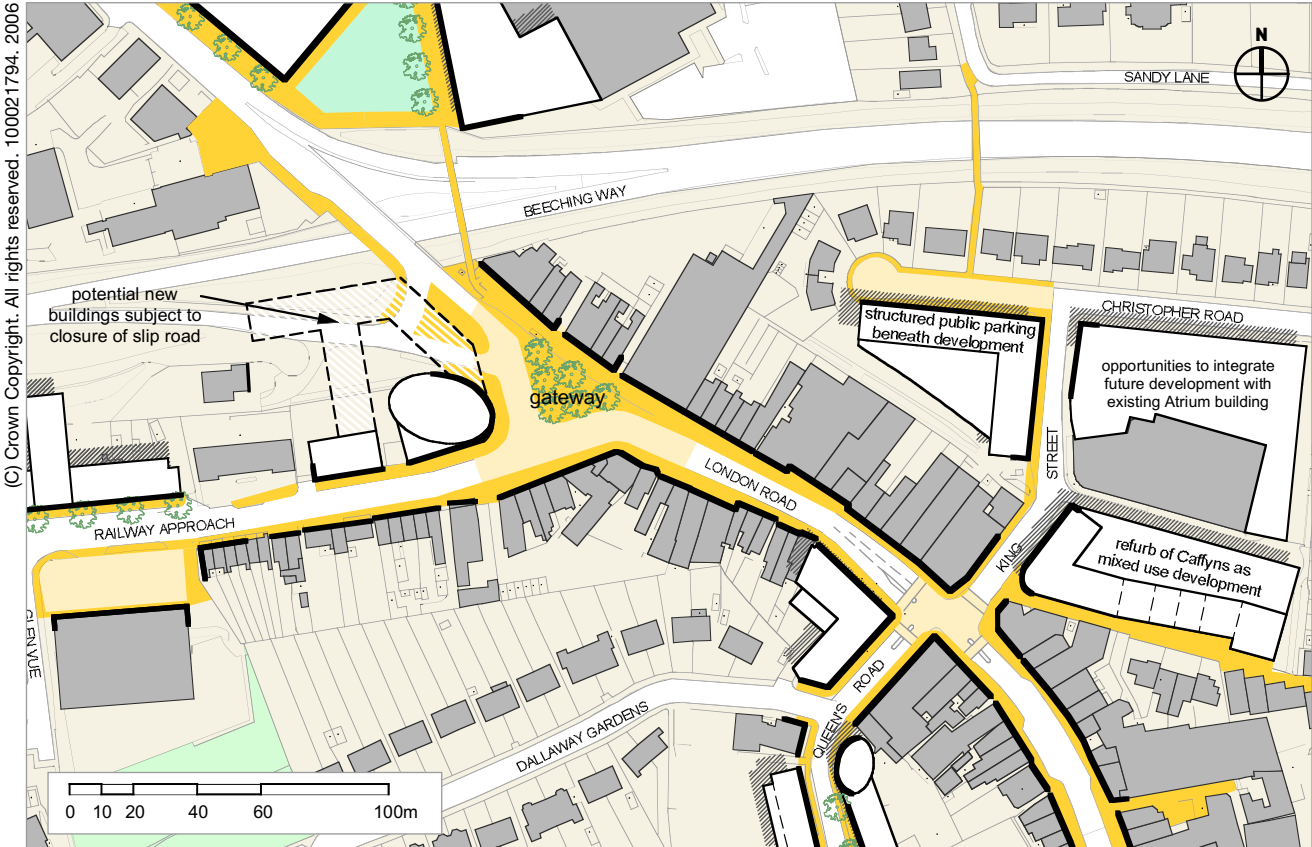 (C) Crown Copyright. All rights reserved. 100021794. 2006
N
SANDY LANE
BEECHING WAY
potential new
buildings subject to
closure of slip road
CHRISTOPHER ROAD
structured public parking
beneath development
opportunities to integrate
future development with
existing Atrium building
gateway
STREET
LONDON ROAD
RAILWAY APPROACH
KING
refurb of Caffyns as
mixed use development
GLEN VUE
ROAD
QUEEN'S
DALLAWAY GARDENS
0 10 20 40 60 100m